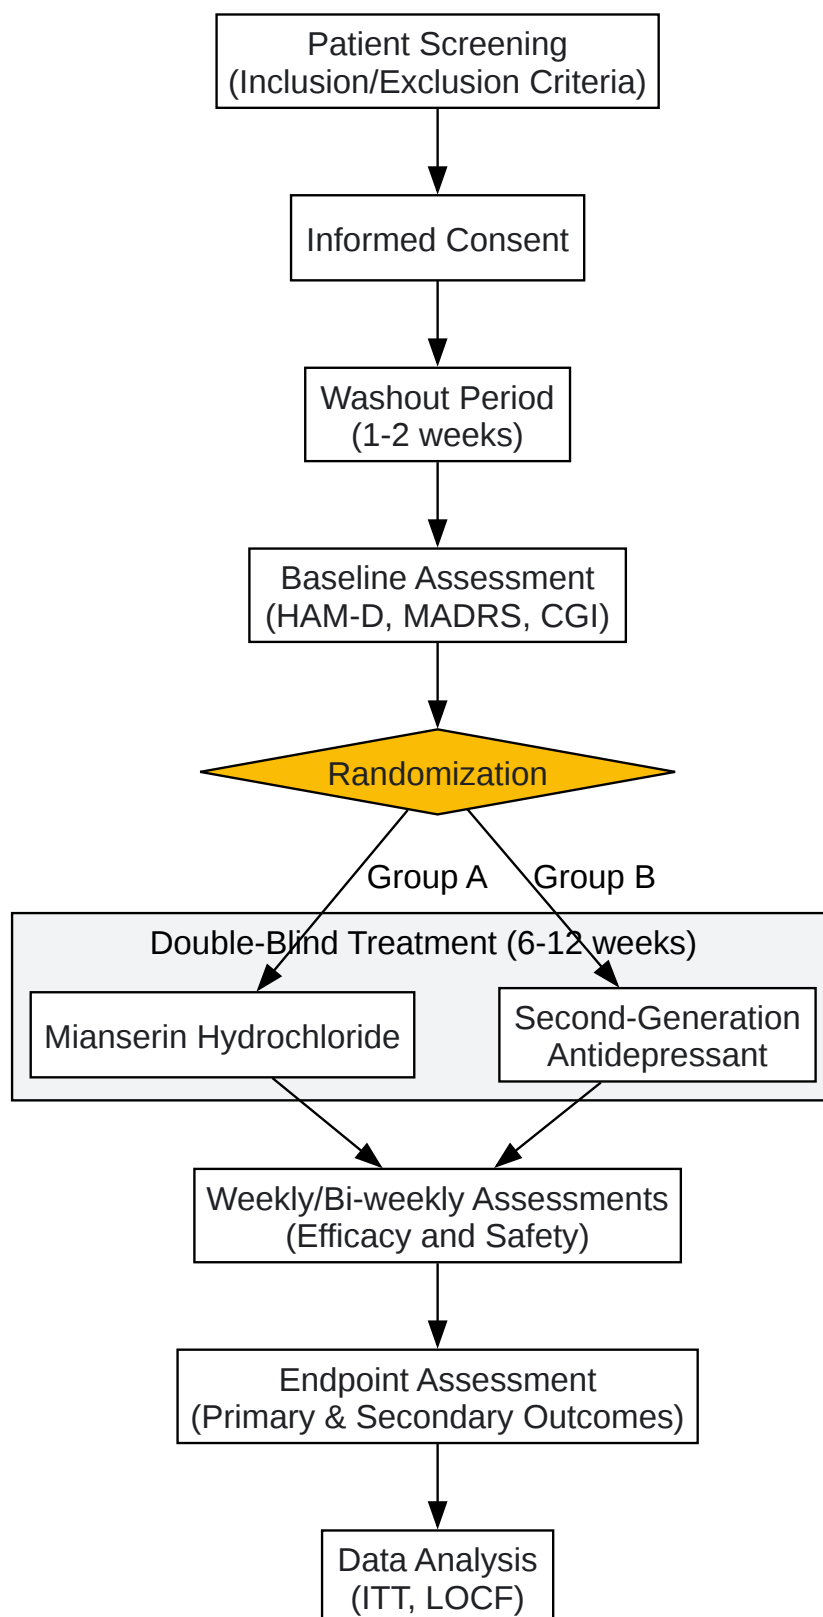 Patient Screening
(Inclusion/Exclusion Criteria)
Informed Consent
Washout Period
(1-2 weeks)
Baseline Assessment
(HAM-D, MADRS, CGI)
Randomization
Group A
Group B
Double-Blind Treatment (6-12 weeks)
Mianserin Hydrochloride
Second-Generation
Antidepressant
Weekly/Bi-weekly Assessments
(Efficacy and Safety)
Endpoint Assessment
(Primary & Secondary Outcomes)
Data Analysis
(ITT, LOCF)